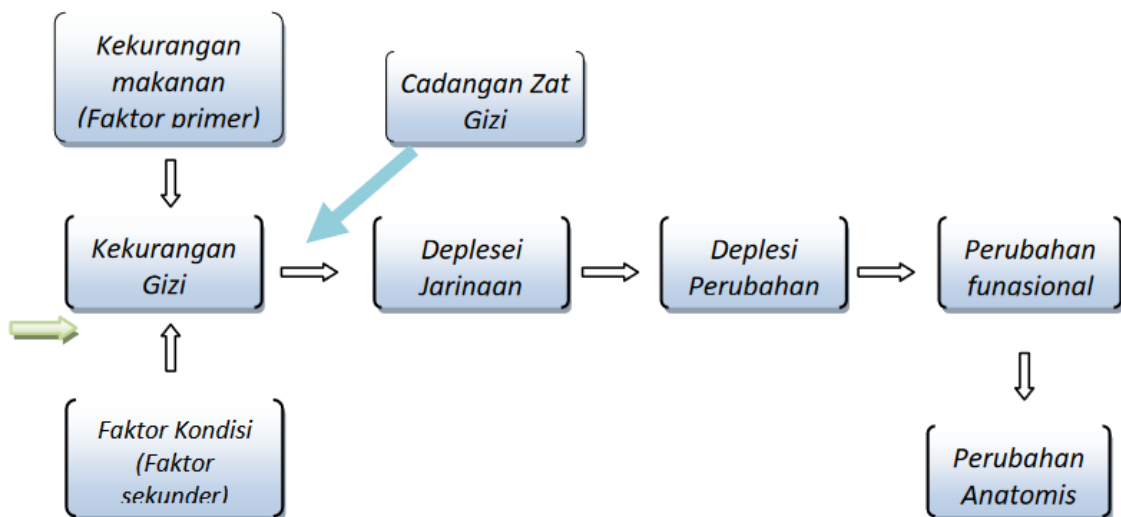 Kekurangan
makanan
(Faktor primer)
Cadangan Zat
Gizi
Kekurangan
Gizi
Deplesei
Jaringan
Deplesi
Perubahan
Perubahan
fungsional
Faktor Kondisi
(Faktor
sekunder)
Perubahan
Anatomis